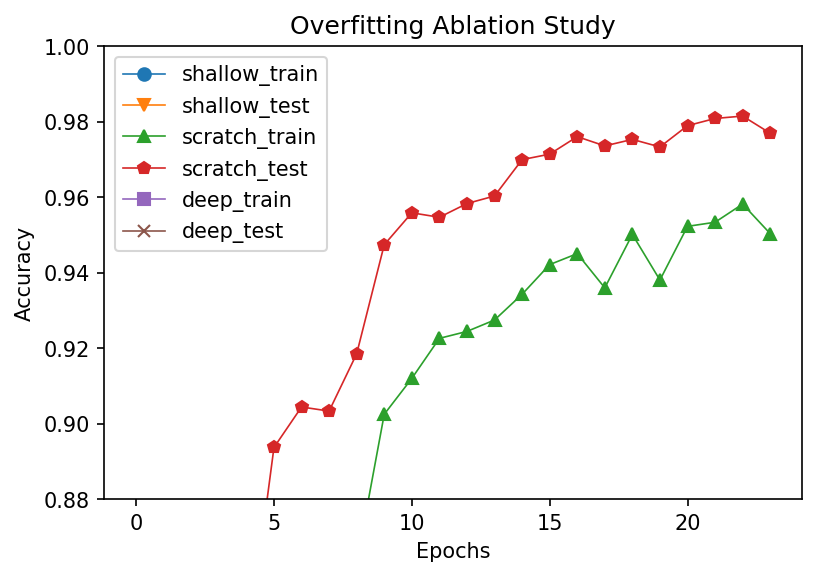 Overfitting Ablation Study
1.00
0.98
0.96
0.94
0.92
0.90
0.88
Accuracy
shallow_train
shallow_test
scratch_train
scratch_test
deep_train
deep_test
0 5 10 15 20
Epochs